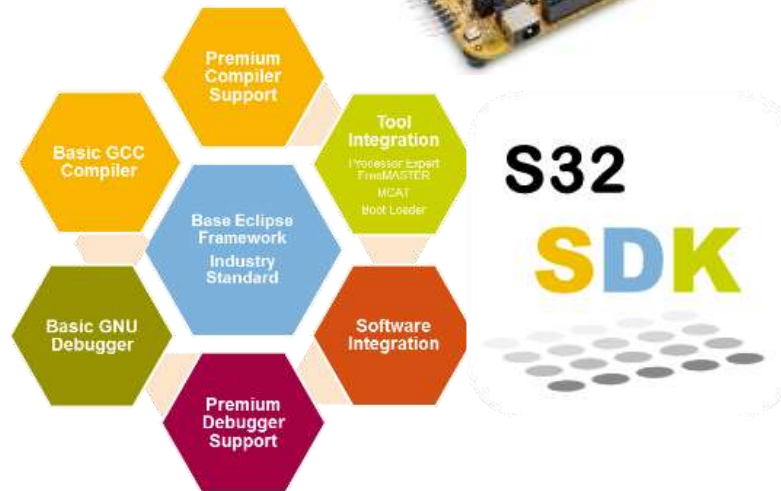 Premium
Compiler
Support
Basic GCC
Compiler
Tool
Integration
Processor Expert
FreeMASTER
MCAT
Boot Loader
Base Eclipse
Framework
Industry
Standard
Basic GNU
Debugger
Software
Integration
Premium
Debugger
Support
S32
SDK